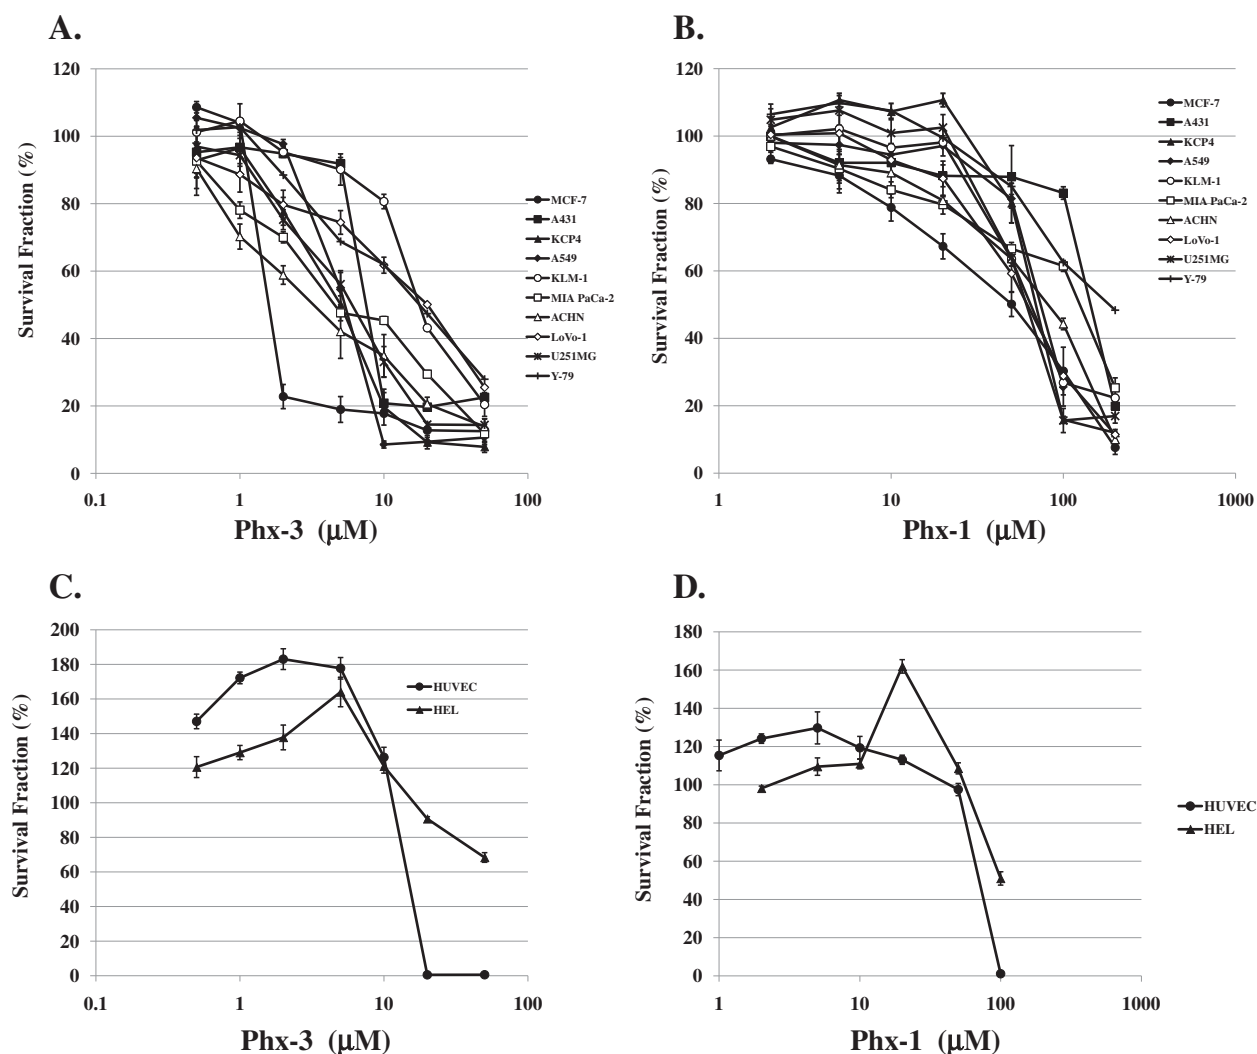 A.
120
100
80
60
40
20
0
Survival Fraction (%)
0.1 1 10 100
Phx-3 (μM)
MCF-7
A431
KCP4
A549
KLM-1
MIA PaCa-2
ACHN
LoVo-1
U251MG
Y-79
B.
120
100
80
60
40
20
0
Survival Fraction (%)
1 10 100 1000
Phx-1 (μM)
MCF-7
A431
KCP4
A549
KLM-1
MIA PaCa-2
ACHN
LoVo-1
U251MG
Y-79
C.
200
180
160
140
120
100
80
60
40
20
0
Survival Fraction (%)
0.1 1 10 100
Phx-3 (μM)
HUVEC
HEL
D.
180
160
140
120
100
80
60
40
20
0
Survival Fraction (%)
1 10 100 1000
Phx-1 (μM)
HUVEC
HEL